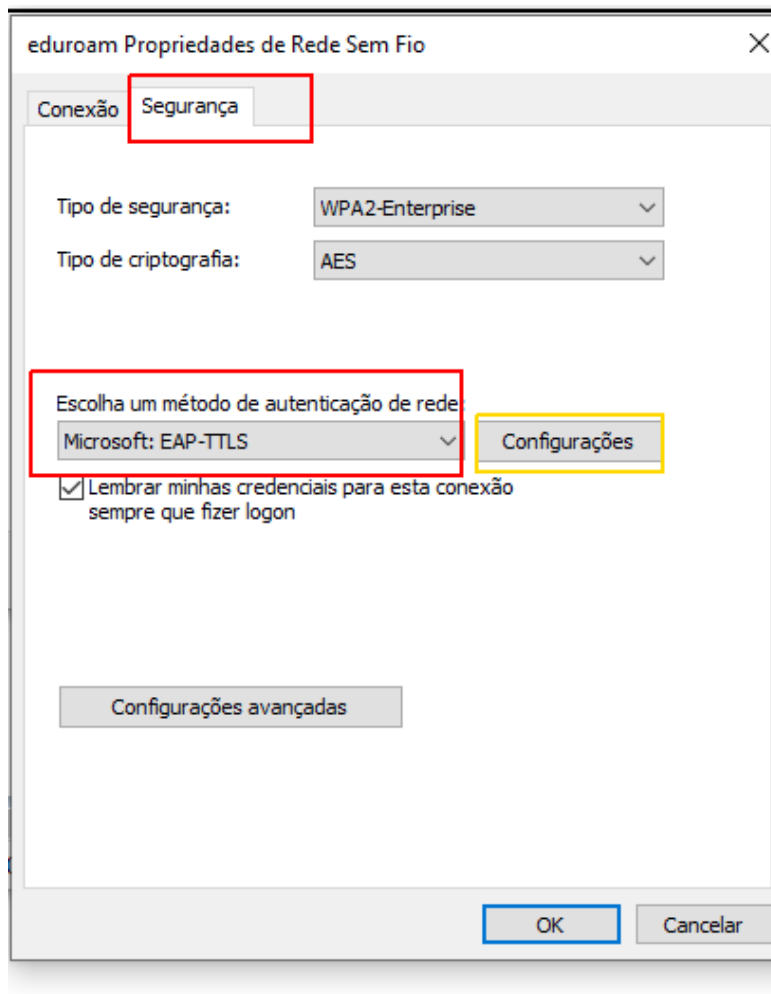 eduroam Propriedades de Rede Sem Fio
Conexão
Segurança
Tipo de segurança:
WPA2-Enterprise
Tipo de criptografia:
AES
Escolha um método de autenticação de rede:
Microsoft: EAP-TTLS
Configurações
Lembrar minhas credenciais para esta conexão
sempre que fizer logon
Configurações avançadas
OK
Cancelar